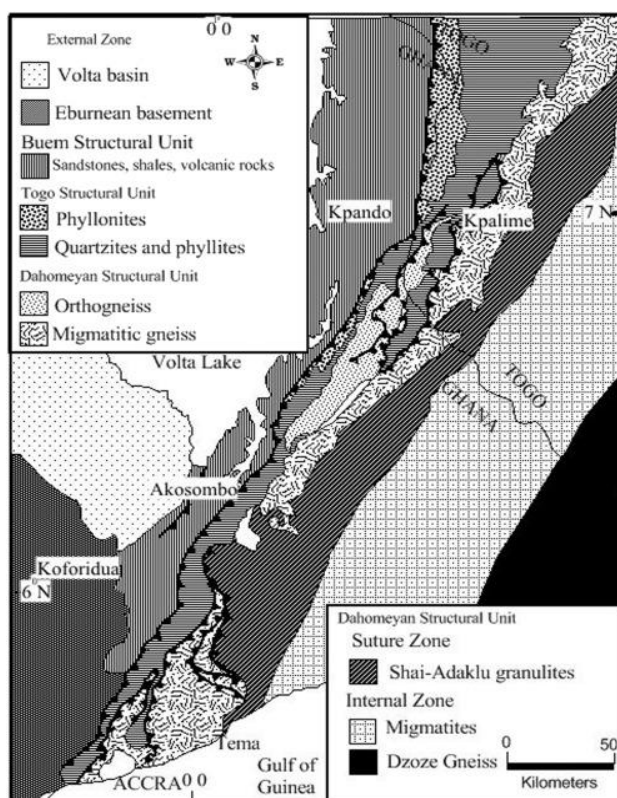 0 0
External Zone
N
W E
S
Volta basin
Eburnean basement
Buem Structural Unit
Sandstones, shales, volcanic rocks
Togo Structural Unit
Phyllonites
Quartzites and phyllites
Dahomeyan Structural Unit
Orthogneiss
Migmatitic gneiss
TOGO
GHANA
Kpando
Kpalime
7 N
Volta Lake
TOGO
GHANA
Akosombo
Koforidua
0
6 N
Dahomeyan Structural Unit
Suture Zone
Shai-Adaklu granulites
Internal Zone
Migmatites
Dzoze Gneiss
0 50
Kilometers
Tema
ACCRA 0 0
Gulf of
Guinea